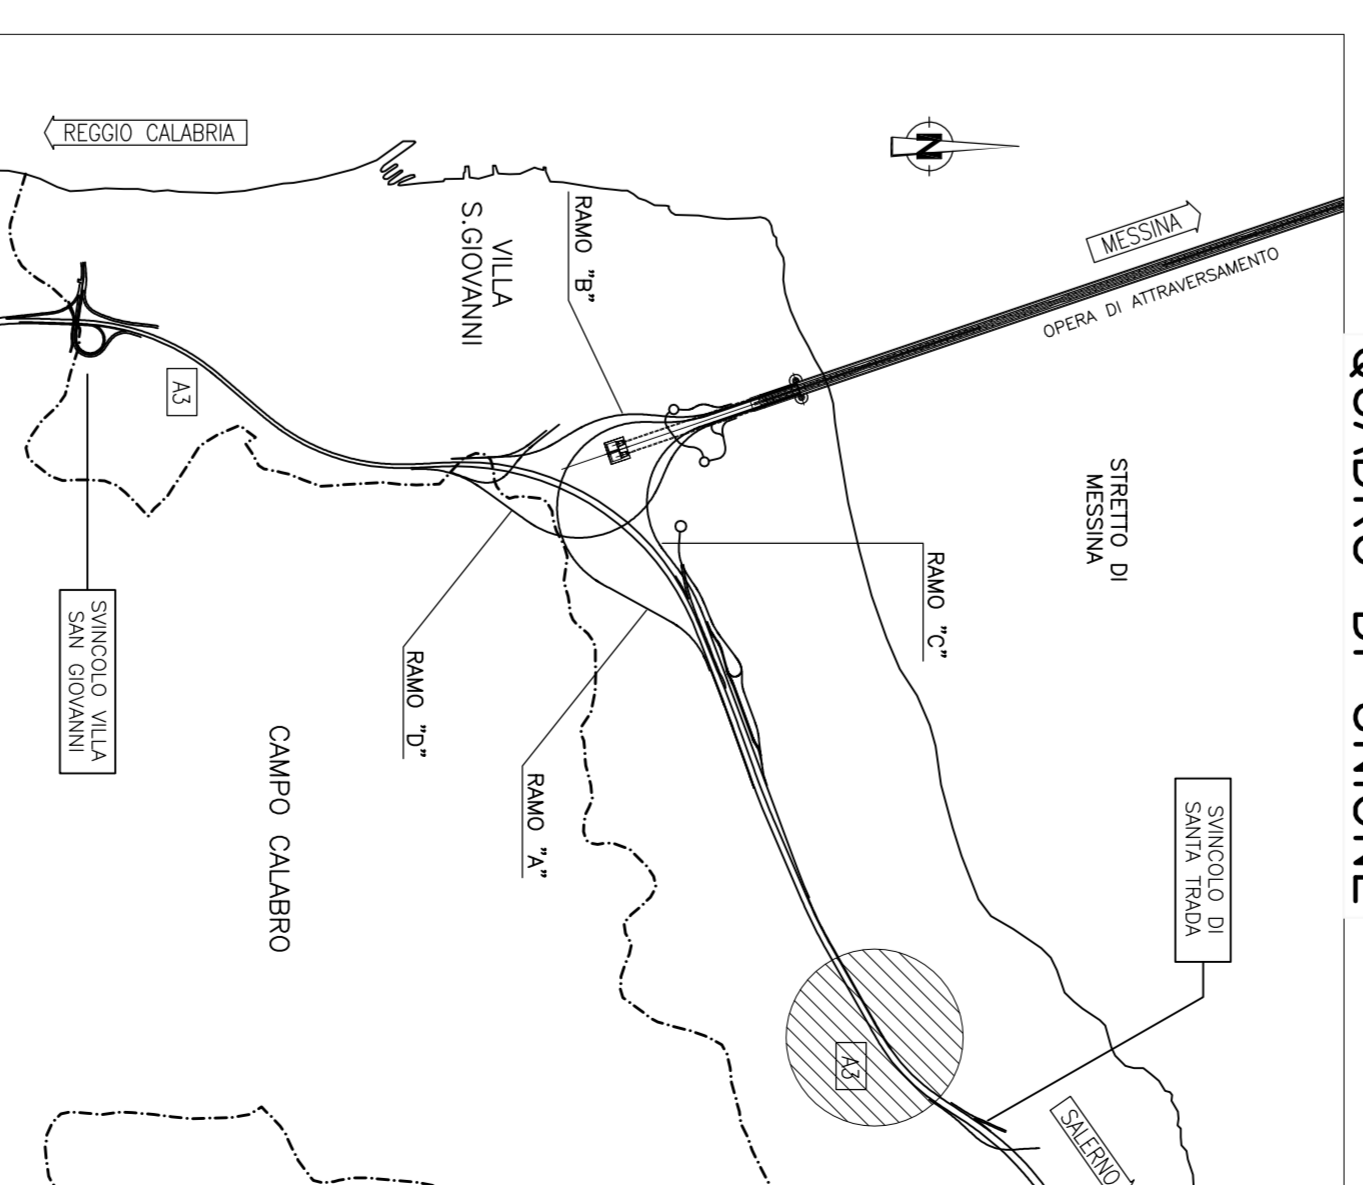 REGGIO CALABRIA
N
MESSINA
OPERA DI ATTRAVERSAMENTO
VILLA
S.GIOVANNI
RAMO "B"
A3
STRETTO DI
MESSINA
RAMO "C"
SVINCOLO VILLA
SAN GIOVANNI
RAMO "D"
RAMO "A"
CAMPO CALABRO
SVINCOLO DI
SANTA TRADA
A3
SALERNO